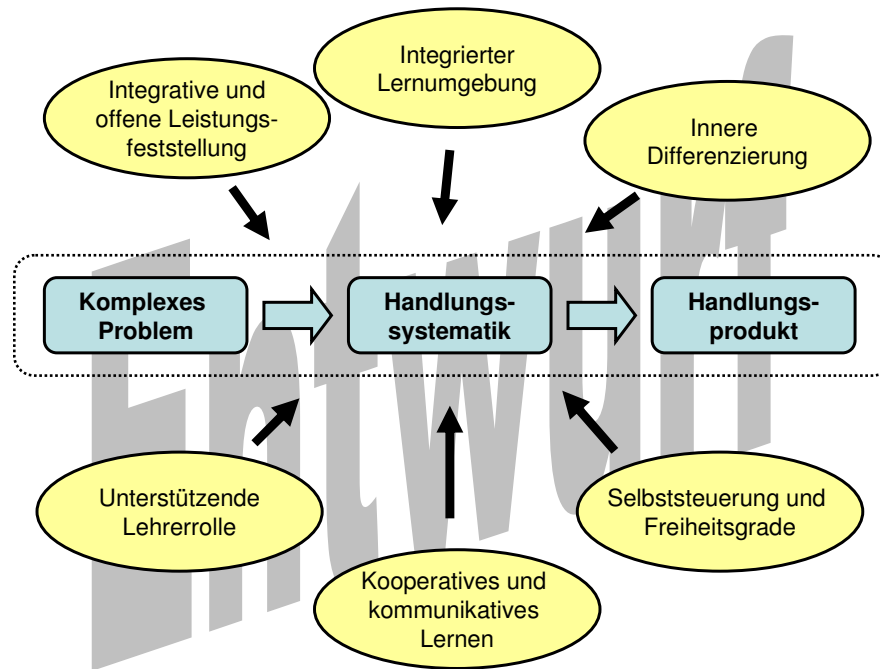 Integrierter
Lernumgebung
Integrative und
offene Leistungs-
feststellung
Innere
Differenzierung
Komplexes
Problem
Handlungs-
systematik
Handlungs-
produkt
Entwurf
Unterstützende
Lehrerrolle
Selbststeuerung und
Freiheitsgrade
Kooperatives und
kommunikatives
Lernen